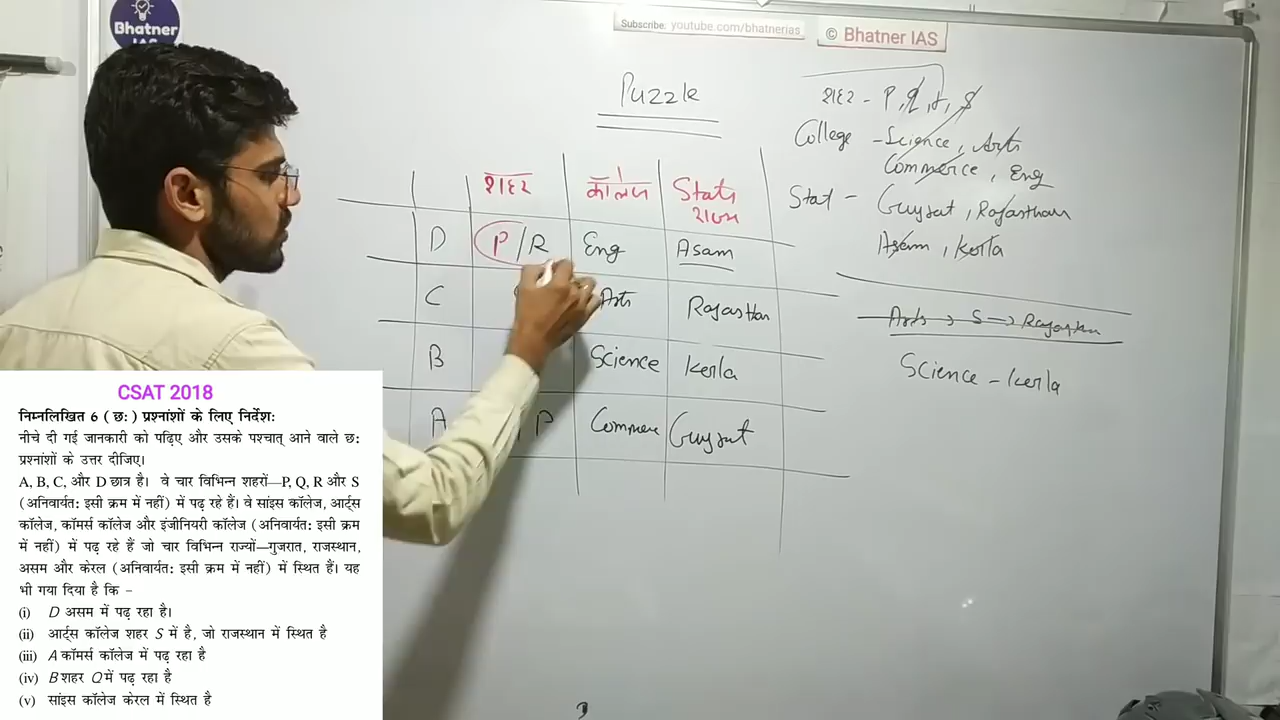 Bhatner
IAS
Subscribe: youtube.com/bhatnerias
© Bhatner IAS
Puzzle
शहर - P, Q, r, S
College - Science, Arts
Commerce, Eng
Stat - Gujrat, Rajasthan
Asam, Kerla
Arts → S → Rajasthan
Science - Kerla
शहर कॉलेज State
राज्य
D P/R Eng Asam
C Arts Rajasthan
B Science Kerla
A P Commerce Gujrat
CSAT 2018
निम्नलिखित 6 (छ:) प्रश्नांशों के लिए निर्देश:
नीचे दी गई जानकारी को पढ़िए और उसके पश्चात् आने वाले छ:
प्रश्नांशों के उत्तर दीजिए।
A, B, C, और D छात्र है। वे चार विभिन्न शहरों—P, Q, R और S
(अनिवार्यत: इसी क्रम में नहीं) में पढ़ रहे हैं। वे साइंस कॉलेज, आर्ट्स
कॉलेज, कॉमर्स कॉलेज और इंजीनियरी कॉलेज (अनिवार्यत: इसी क्रम
में नहीं) में पढ़ रहे हैं जो चार विभिन्न राज्यों—गुजरात, राजस्थान,
असम और केरल (अनिवार्यत: इसी क्रम में नहीं) में स्थित हैं। यह
भी गया दिया है कि -
(i) D असम में पढ़ रहा है।
(ii) आर्ट्स कॉलेज शहर S में है, जो राजस्थान में स्थित है
(iii) A कॉमर्स कॉलेज में पढ़ रहा है
(iv) B शहर Q में पढ़ रहा है
(v) सांइस कॉलेज केरल में स्थित है